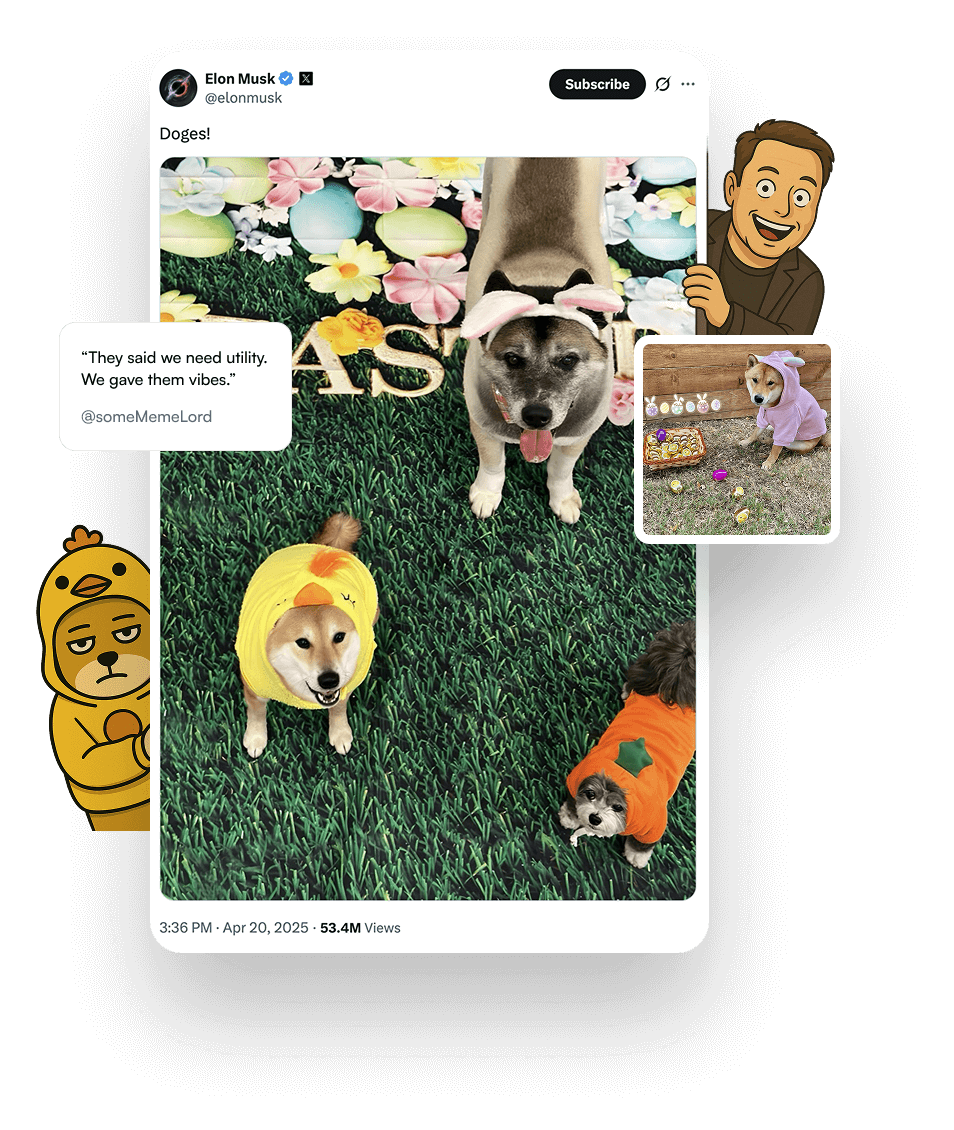 Elon Musk
@elonmusk
Subscribe
Doges!
“They said we need utility.
We gave them vibes.”
@someMemeLord
3:36 PM · Apr 20, 2025 · 53.4M Views